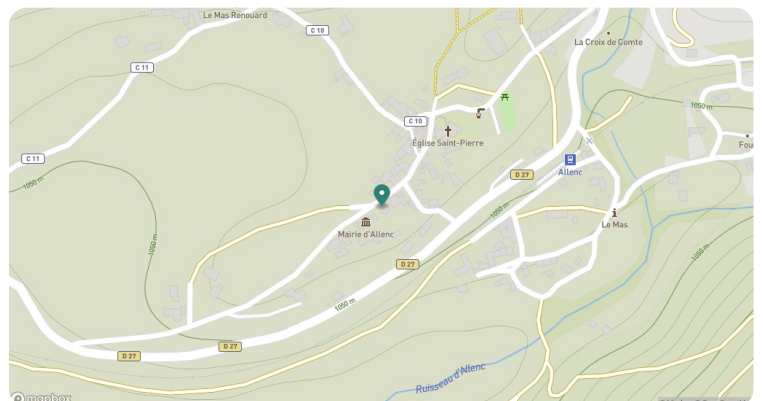 Le Mas Renouard
C 10
La Croix de Comte
C 11
1050 m
C 10
Église Saint-Pierre
C 11
Allenc
D 27
1050 m
1050 m
Le Mas
Mairie d'Allenc
1050 m
D 27
1050 m
D 27
D 27
Ruisseau d'Allenc
mapbox